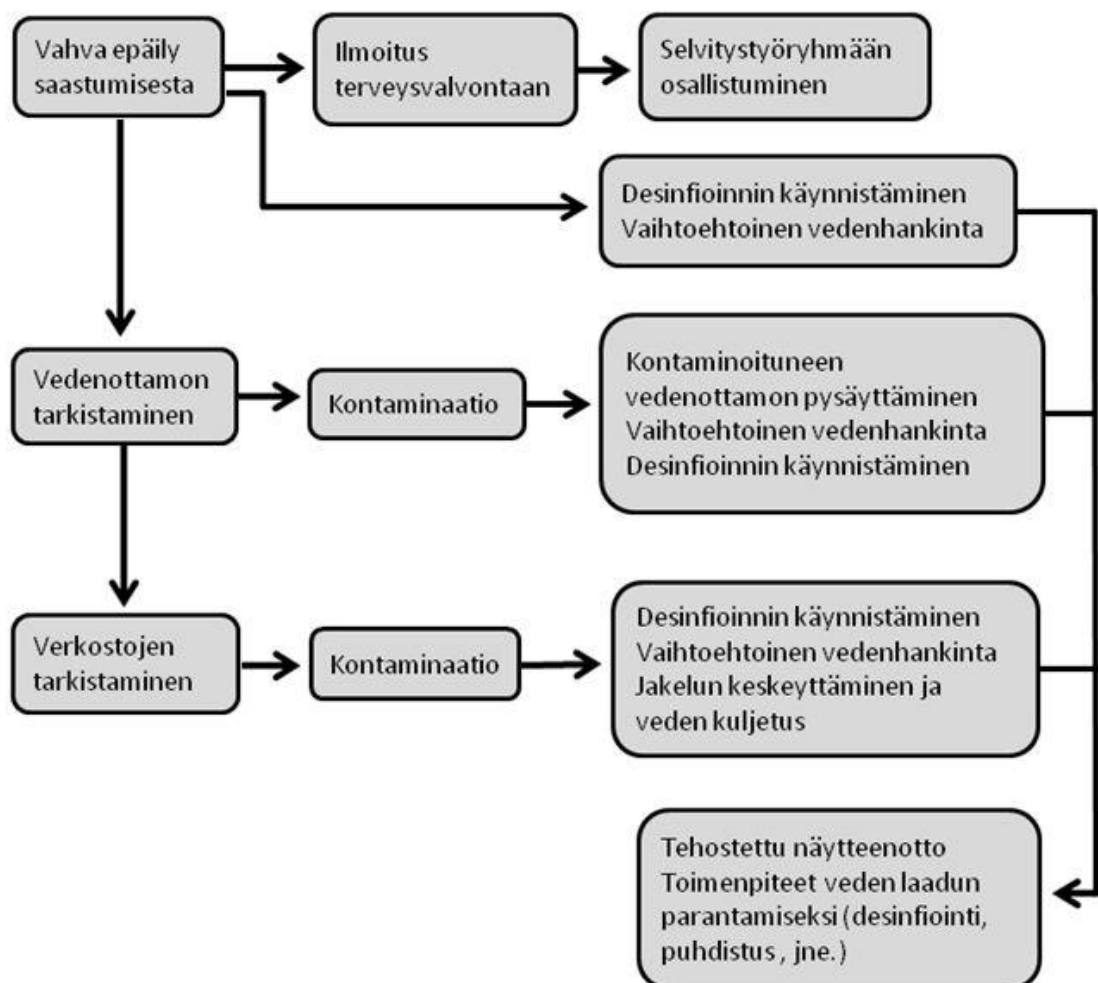 Vahva epäily
saastumisesta
Ilmoitus
terveysvalvontaan
Selvitystyöryhmään
osallistuminen
Desinfioinnin käynnistäminen
Vaihtoehtoinen vedenhankinta
Vedenottamon
tarkistaminen
Kontaminaatio
Kontaminoituneen
vedenottamon pysäyttäminen
Vaihtoehtoinen vedenhankinta
Desinfioinnin käynnistäminen
Verkostojen
tarkistaminen
Kontaminaatio
Desinfioinnin käynnistäminen
Vaihtoehtoinen vedenhankinta
Jakelun keskeyttäminen ja
veden kuljetus
Tehostettu näytteenotto
Toimenpiteet veden laadun
parantamiseksi (desinfiointi,
puhdistus , jne.)